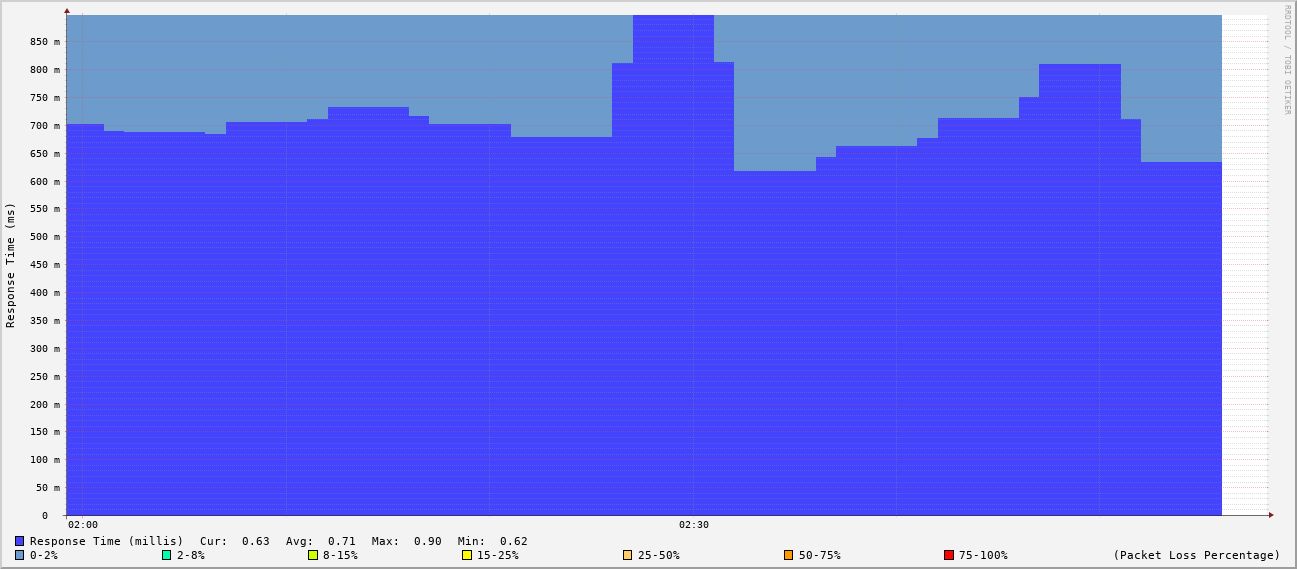 RRDTOOL / TOBI OETIKER
Response Time (ms)
850 m
800 m
750 m
700 m
650 m
600 m
550 m
500 m
450 m
400 m
350 m
300 m
250 m
200 m
150 m
100 m
50 m
0
02:00 02:30
Response Time (millis) Cur: 0.63 Avg: 0.71 Max: 0.90 Min: 0.62
0-2% 2-8% 8-15% 15-25% 25-50% 50-75% 75-100% (Packet Loss Percentage)